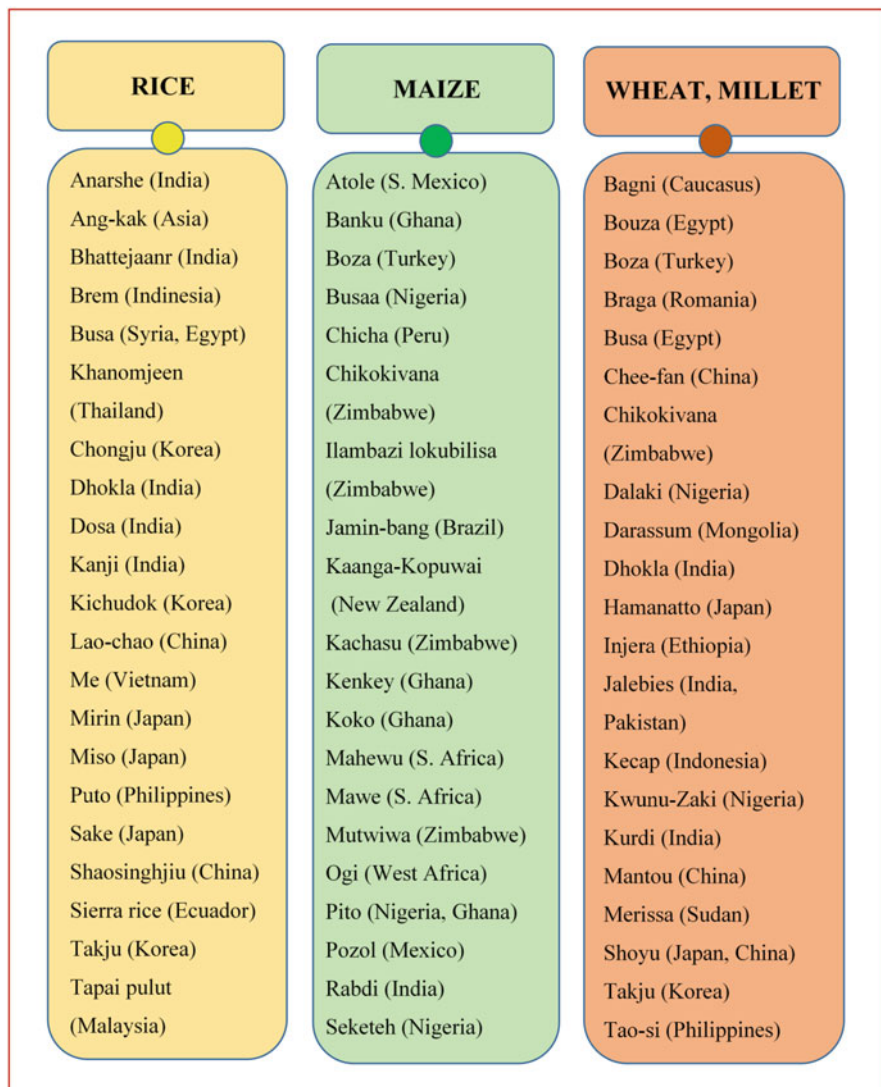 RICE
Anarshe (India)
Ang-kak (Asia)
Bhattejaanr (India)
Brem (Indinesia)
Busa (Syria, Egypt)
Khanomjeen
(Thailand)
Chongju (Korea)
Dhokla (India)
Dosa (India)
Kanji (India)
Kichudok (Korea)
Lao-chao (China)
Me (Vietnam)
Mirin (Japan)
Miso (Japan)
Puto (Philippines)
Sake (Japan)
Shaosinghjiu (China)
Sierra rice (Ecuador)
Takju (Korea)
Tapai pulut
(Malaysia)
MAIZE
Atole (S. Mexico)
Banku (Ghana)
Boza (Turkey)
Busaa (Nigeria)
Chicha (Peru)
Chikokivana
(Zimbabwe)
Ilambazi lokubilisa
(Zimbabwe)
Jamin-bang (Brazil)
Kaanga-Kopuwai
(New Zealand)
Kachasu (Zimbabwe)
Kenkey (Ghana)
Koko (Ghana)
Mahewu (S. Africa)
Mawe (S. Africa)
Mutwiwa (Zimbabwe)
Ogi (West Africa)
Pito (Nigeria, Ghana)
Pozol (Mexico)
Rabdi (India)
Seketeh (Nigeria)
WHEAT, MILLET
Bagni (Caucasus)
Bouza (Egypt)
Boza (Turkey)
Braga (Romania)
Busa (Egypt)
Chee-fan (China)
Chikokivana
(Zimbabwe)
Dalaki (Nigeria)
Darassum (Mongolia)
Dhokla (India)
Hamanatto (Japan)
Injera (Ethiopia)
Jalebies (India,
Pakistan)
Kecap (Indonesia)
Kwunu-Zaki (Nigeria)
Kurdi (India)
Mantou (China)
Merissa (Sudan)
Shoyu (Japan, China)
Takju (Korea)
Tao-si (Philippines)